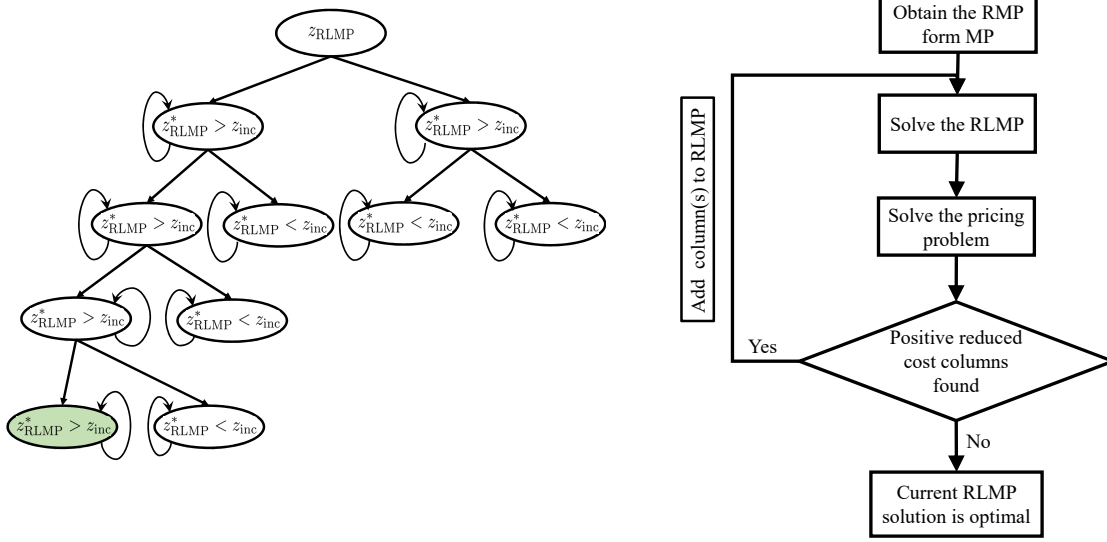 z_RLMP
z*_RLMP > z_inc
z*_RLMP > z_inc
z*_RLMP > z_inc
z*_RLMP < z_inc
z*_RLMP < z_inc
z*_RLMP < z_inc
z*_RLMP > z_inc
z*_RLMP < z_inc
z*_RLMP > z_inc
z*_RLMP < z_inc
Obtain the RMP
form MP
Solve the RLMP
Solve the pricing
problem
Add column(s) to RLMP
Positive reduced
cost columns
found
Yes
No
Current RLMP
solution is optimal